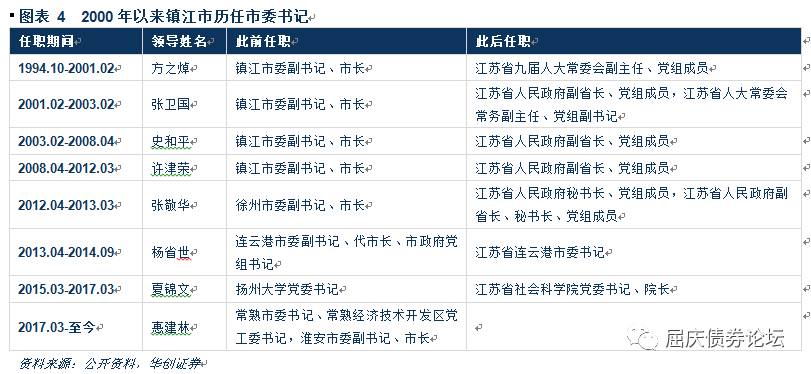 图表 4 2000 年以来镇江市历任市委书记
任职期间 领导姓名 此前任职 此后任职
1994.10-2001.02 方之焯 镇江市委副书记、市长 江苏省九届人大常委会副主任、党组成员
2001.02-2003.02 张卫国 镇江市委副书记、市长 江苏省人民政府副省长、党组成员，江苏省人大常委会
常务副主任、党组副书记
2003.02-2008.04 史和平 镇江市委副书记、市长 江苏省人民政府副省长、党组成员
2008.04-2012.03 许津荣 镇江市委副书记、市长 江苏省人民政府副省长、党组成员
2012.04-2013.03 张敬华 徐州市委副书记、市长 江苏省人民政府秘书长、党组成员，江苏省人民政府副
省长、秘书长、党组成员
2013.04-2014.09 杨省世 连云港市委副书记、代市长、市政府党
组书记 江苏省连云港市委书记
2015.03-2017.03 夏锦文 扬州大学党委书记 江苏省社会科学院党委书记、院长
2017.03-至今 惠建林 常熟市委书记、常熟经济技术开发区党
工委书记，淮安市委副书记、市长
资料来源：公开资料，华创证券
屈庆债券论坛